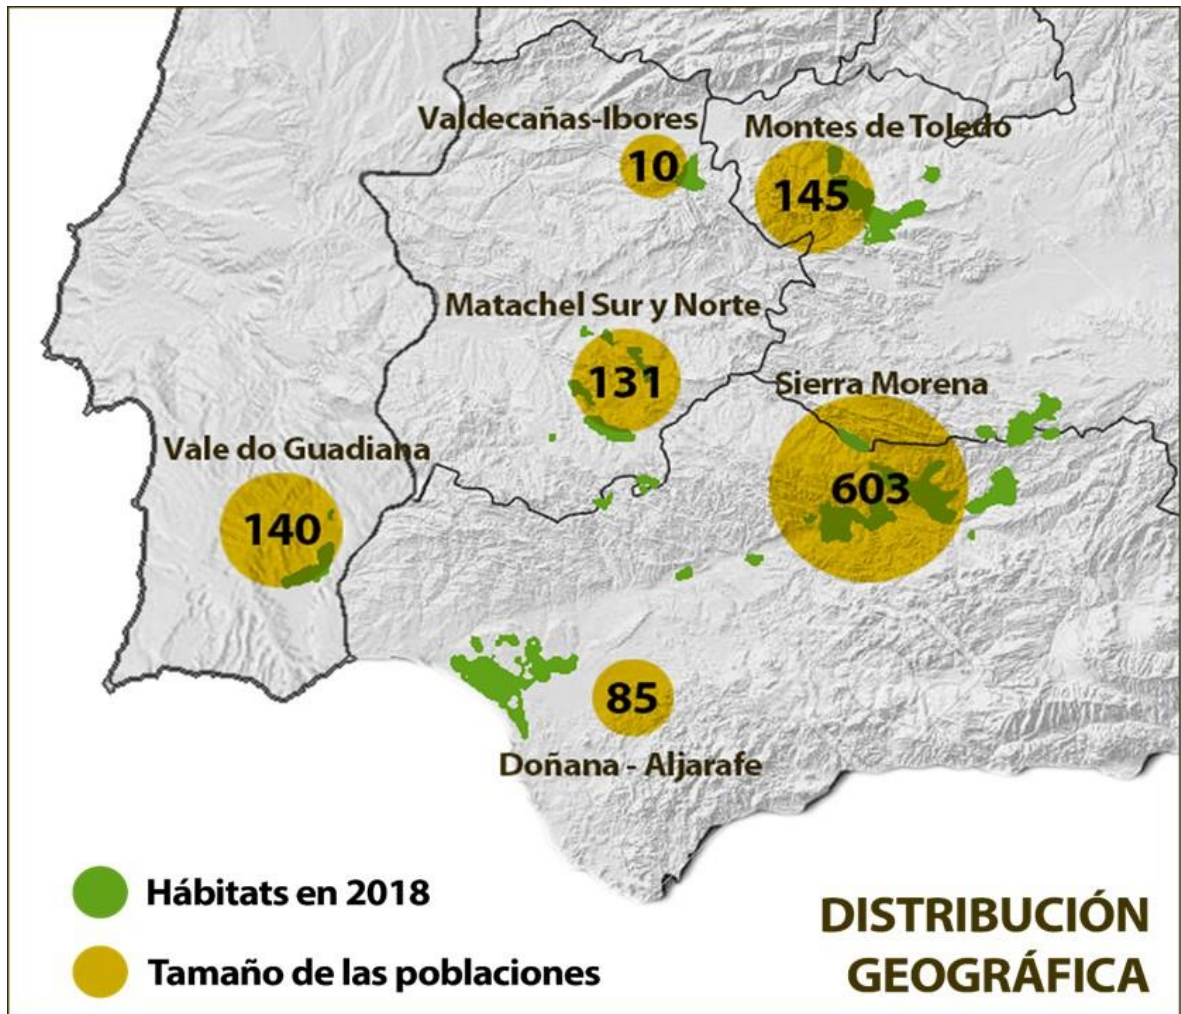 Valdecañas-Ibores
10
Montes de Toledo
145
Matachel Sur y Norte
131
Sierra Morena
603
Vale do Guadiana
140
85
Doñana - Aljarafe
Hábitats en 2018
Tamaño de las poblaciones
DISTRIBUCIÓN
GEOGRÁFICA